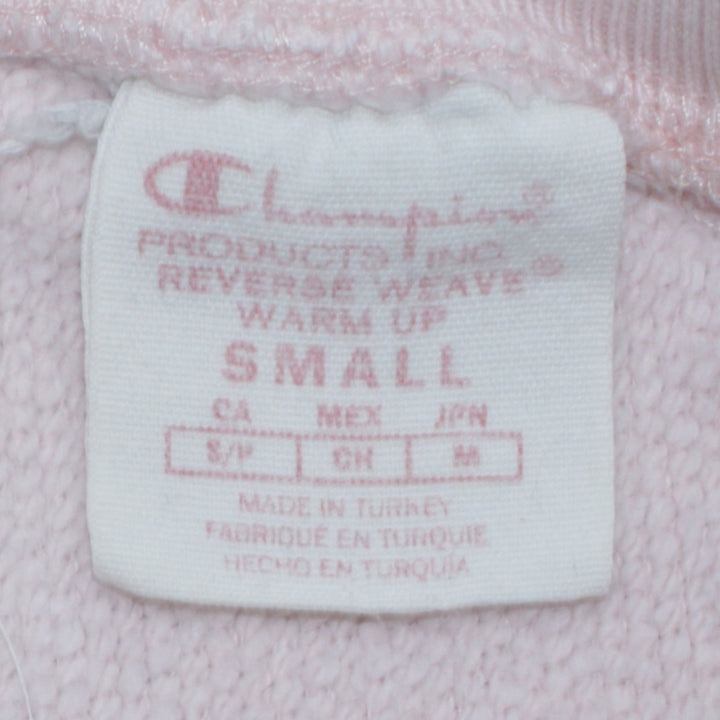 Champion®
PRODUCTS INC.
REVERSE WEAVE®
WARM UP
SMALL
CA MEX JPN
S/P CH M
MADE IN TURKEY
FABRIQUÉ EN TURQUIE
HECHO EN TURQUÍA